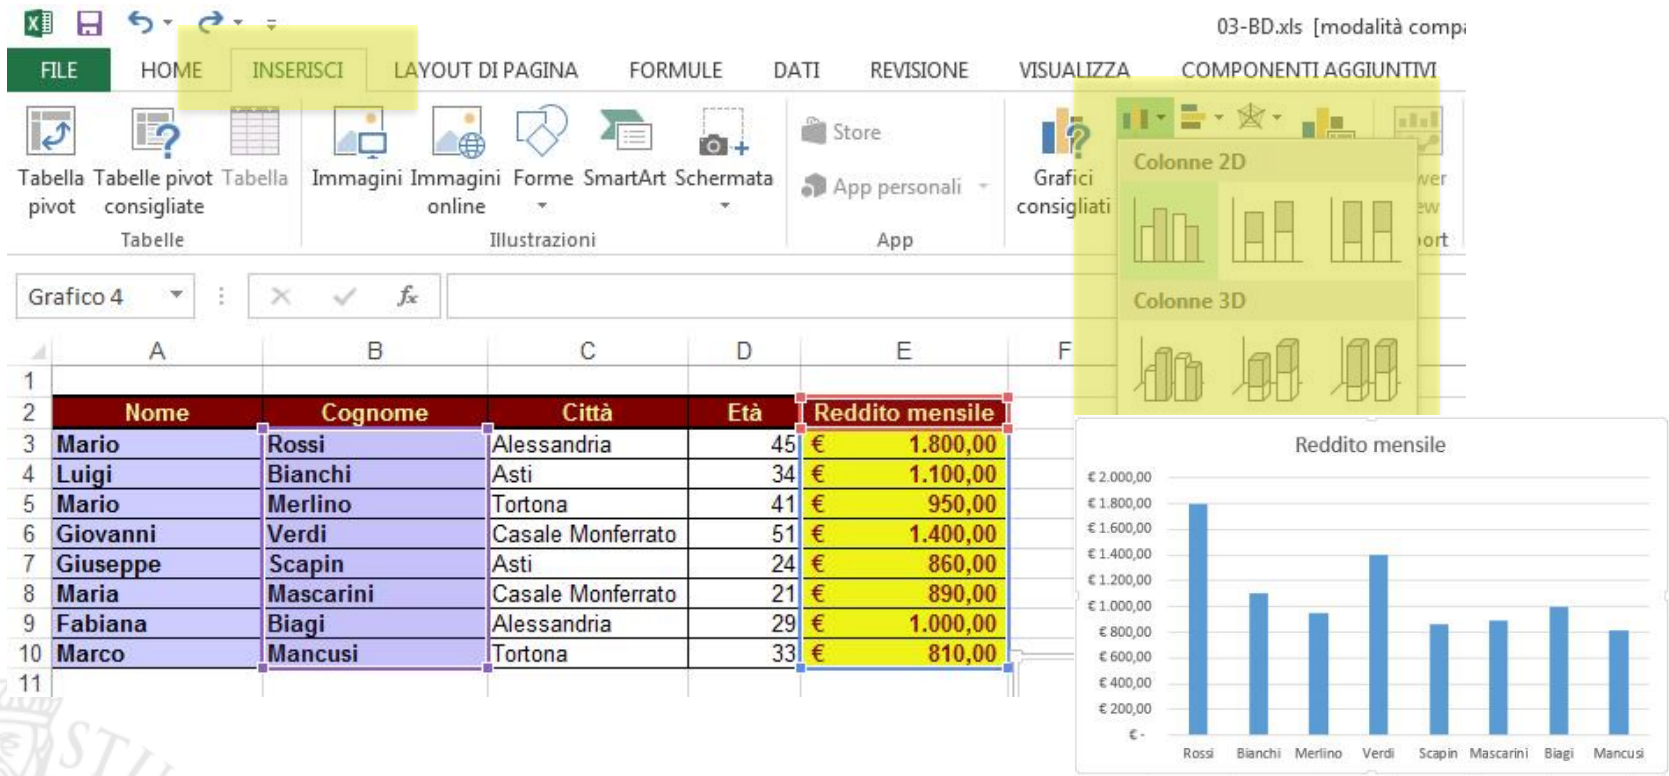 03-BD.xls [modalità compa
FILE HOME INSERISCI LAYOUT DI PAGINA FORMULE DATI REVISIONE VISUALIZZA COMPONENTI AGGIUNTIVI
Tabella pivot
Tabelle pivot consigliate
Tabella
Immagini
Immagini online
Forme
SmartArt
Schermata
Store
App personali
Grafici consigliati
Tabelle
Illustrazioni
App
Colonne 2D
Colonne 3D
Grafico 4
fx
A B C D E F
1
2 Nome Cognome Città Età Reddito mensile
3 Mario Rossi Alessandria 45 € 1.800,00
4 Luigi Bianchi Asti 34 € 1.100,00
5 Mario Merlino Tortona 41 € 950,00
6 Giovanni Verdi Casale Monferrato 51 € 1.400,00
7 Giuseppe Scapin Asti 24 € 860,00
8 Maria Mascarini Casale Monferrato 21 € 890,00
9 Fabiana Biagi Alessandria 29 € 1.000,00
10 Marco Mancusi Tortona 33 € 810,00
11
Reddito mensile
€ 2.000,00
€ 1.800,00
€ 1.600,00
€ 1.400,00
€ 1.200,00
€ 1.000,00
€ 800,00
€ 600,00
€ 400,00
€ 200,00
€ -
Rossi Bianchi Merlino Verdi Scapin Mascarini Biagi Mancusi